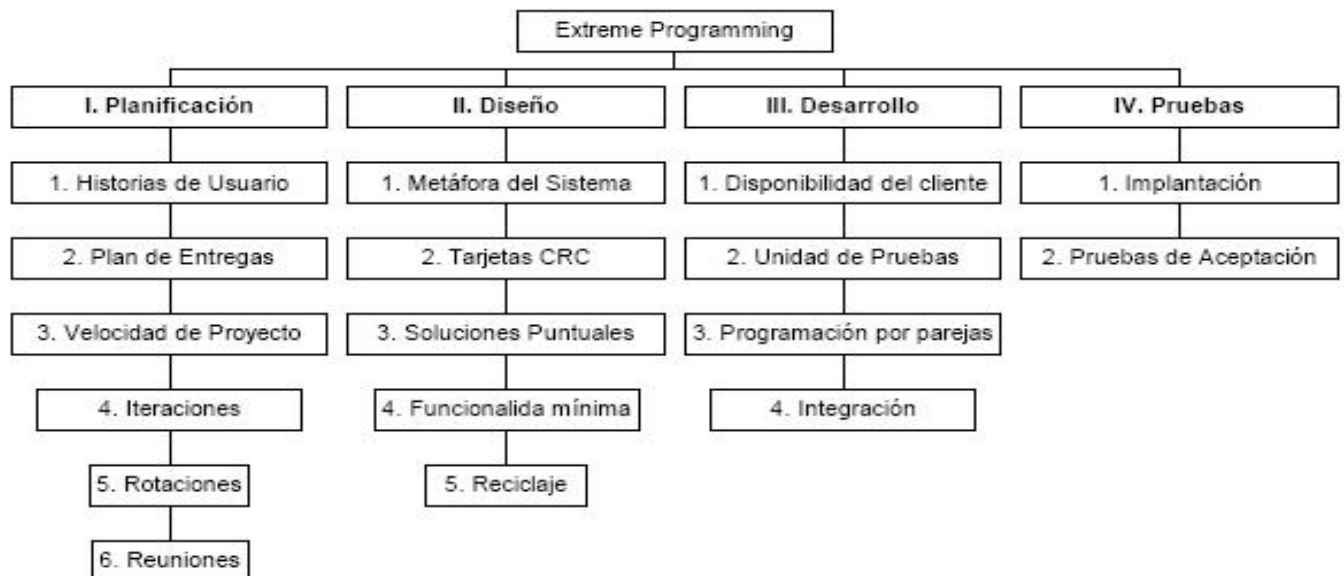 Extreme Programming
I. Planificación
1. Historias de Usuario
2. Plan de Entregas
3. Velocidad de Proyecto
4. Iteraciones
5. Rotaciones
6. Reuniones
II. Diseño
1. Metáfora del Sistema
2. Tarjetas CRC
3. Soluciones Puntuales
4. Funcionalida mínima
5. Reciclaje
III. Desarrollo
1. Disponibilidad del cliente
2. Unidad de Pruebas
3. Programación por parejas
4. Integración
IV. Pruebas
1. Implantación
2. Pruebas de Aceptación